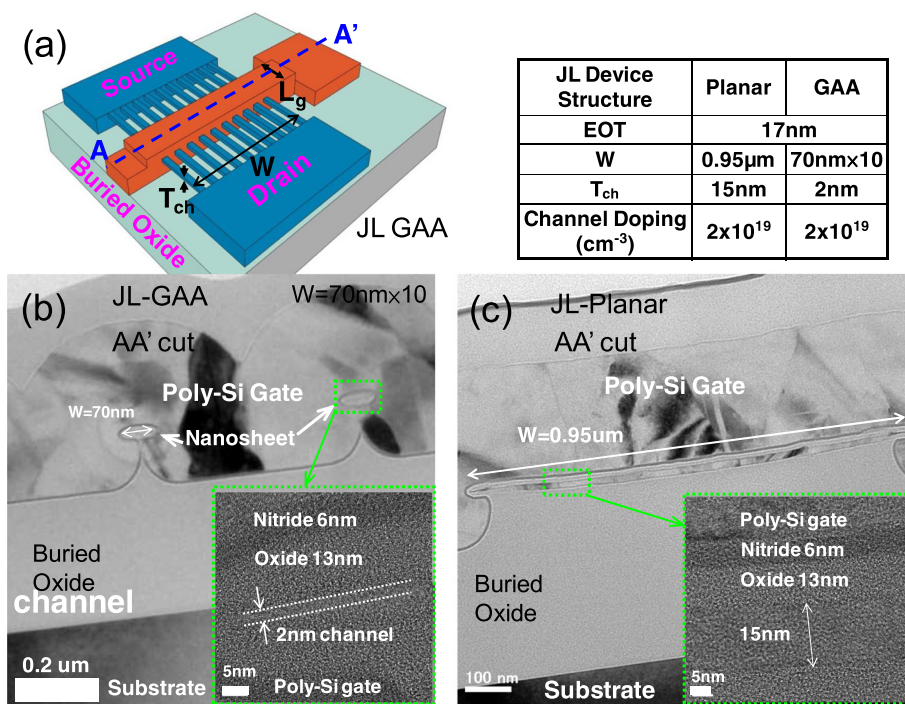 (a)
A'
Source
Lg
A
W
Tch
Drain
Buried Oxide
JL GAA
JL Device Structure Planar GAA
EOT 17nm
W 0.95µm 70nm×10
Tch 15nm 2nm
Channel Doping (cm-3) 2x10^19 2x10^19
(b)
JL-GAA
W=70nm×10
AA' cut
Poly-Si Gate
W=70nm
Nanosheet
Nitride 6nm
Oxide 13nm
2nm channel
5nm
Poly-Si gate
Buried
Oxide
channel
0.2 um
Substrate
(c)
JL-Planar
AA' cut
Poly-Si Gate
W=0.95um
Poly-Si gate
Nitride 6nm
Oxide 13nm
15nm
5nm
Buried
Oxide
100 nm
Substrate